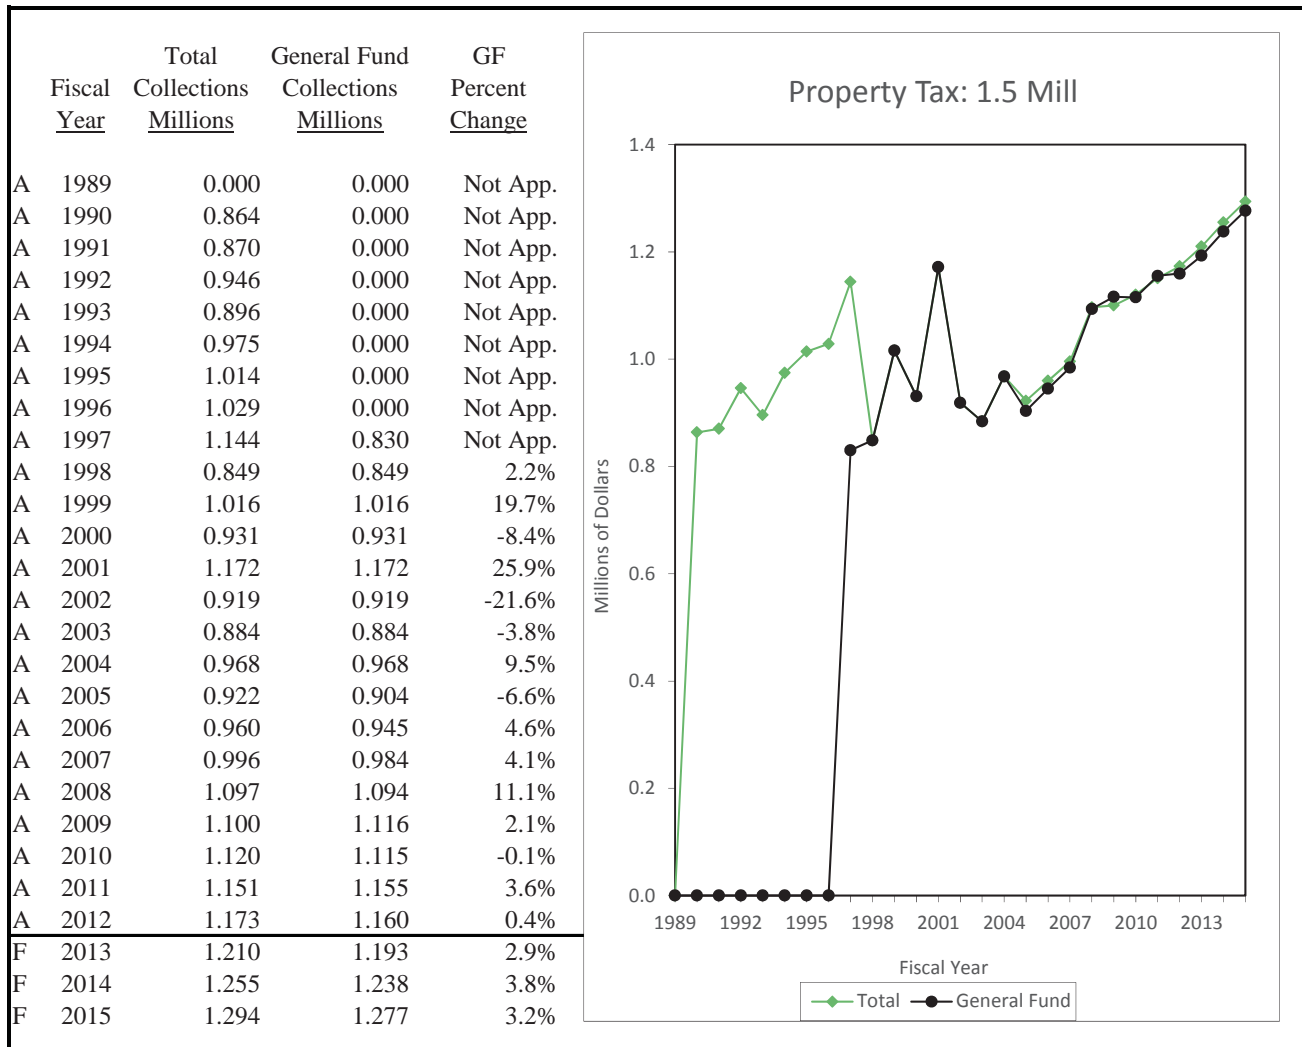 Total General Fund GF
Fiscal Collections Collections Percent
Year Millions Millions Change
A 1989 0.000 0.000 Not App.
A 1990 0.864 0.000 Not App.
A 1991 0.870 0.000 Not App.
A 1992 0.946 0.000 Not App.
A 1993 0.896 0.000 Not App.
A 1994 0.975 0.000 Not App.
A 1995 1.014 0.000 Not App.
A 1996 1.029 0.000 Not App.
A 1997 1.144 0.830 Not App.
A 1998 0.849 0.849 2.2%
A 1999 1.016 1.016 19.7%
A 2000 0.931 0.931 -8.4%
A 2001 1.172 1.172 25.9%
A 2002 0.919 0.919 -21.6%
A 2003 0.884 0.884 -3.8%
A 2004 0.968 0.968 9.5%
A 2005 0.922 0.904 -6.6%
A 2006 0.960 0.945 4.6%
A 2007 0.996 0.984 4.1%
A 2008 1.097 1.094 11.1%
A 2009 1.100 1.116 2.1%
A 2010 1.120 1.115 -0.1%
A 2011 1.151 1.155 3.6%
A 2012 1.173 1.160 0.4%
F 2013 1.210 1.193 2.9%
F 2014 1.255 1.238 3.8%
F 2015 1.294 1.277 3.2%
Property Tax: 1.5 Mill
1.4
1.2
1.0
0.8
0.6
0.4
0.2
0.0
Millions of Dollars
1989 1992 1995 1998 2001 2004 2007 2010 2013
Fiscal Year
Total General Fund